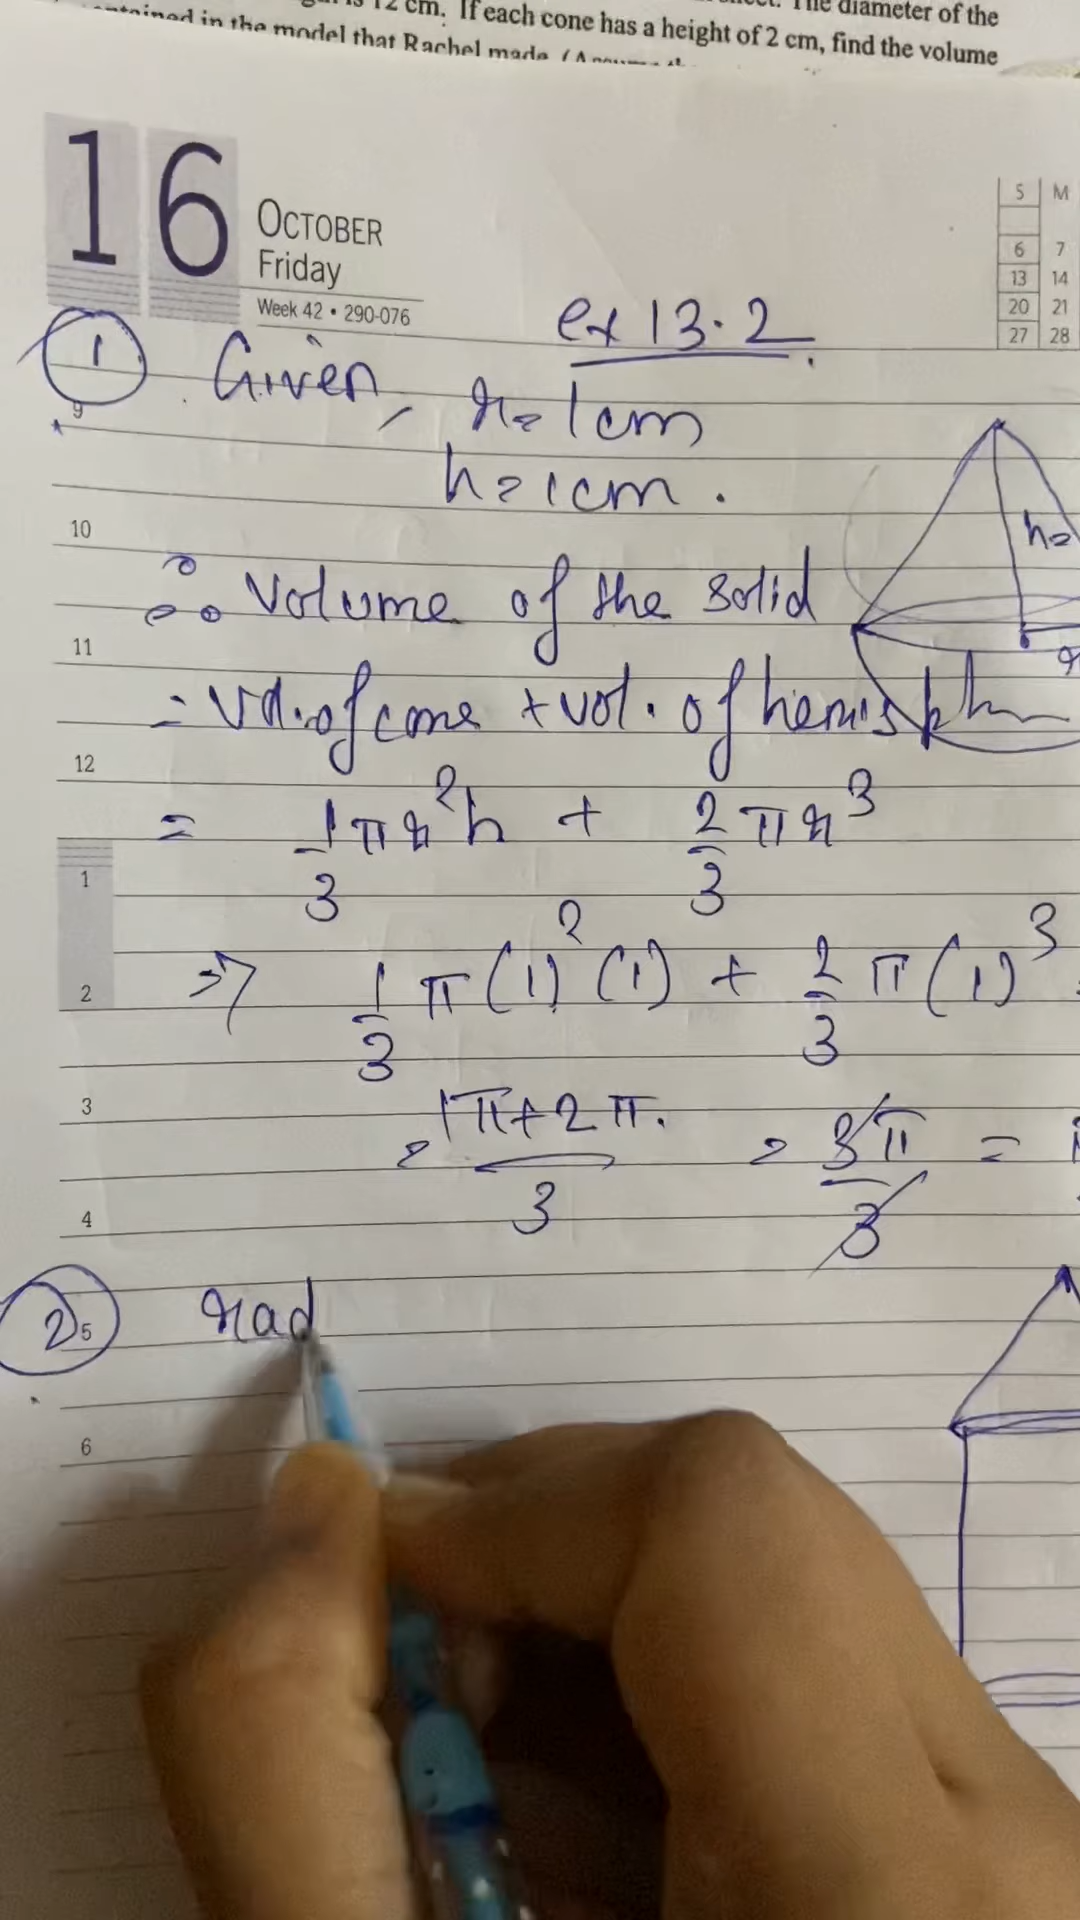 12 cm. If each cone has a height of 2 cm, find the volume
The diameter of the
in the model that Rachel made.
16
OCTOBER
Friday
Week 42 • 290-076
S M
6 7
13 14
20 21
27 28
ex 13.2
1 Given, r=1cm
9
h=1cm.
10
h=
∴ Volume of the solid
11
= Vol. of cone + vol. of hemisph
12
= 1/3 πr²h + 2/3 πr³
1
⇒ 1/3 π(1)²(1) + 2/3 π(1)³
2
3
= 1π+2π/3 = 3π/3 =
4
2 rad
5
6